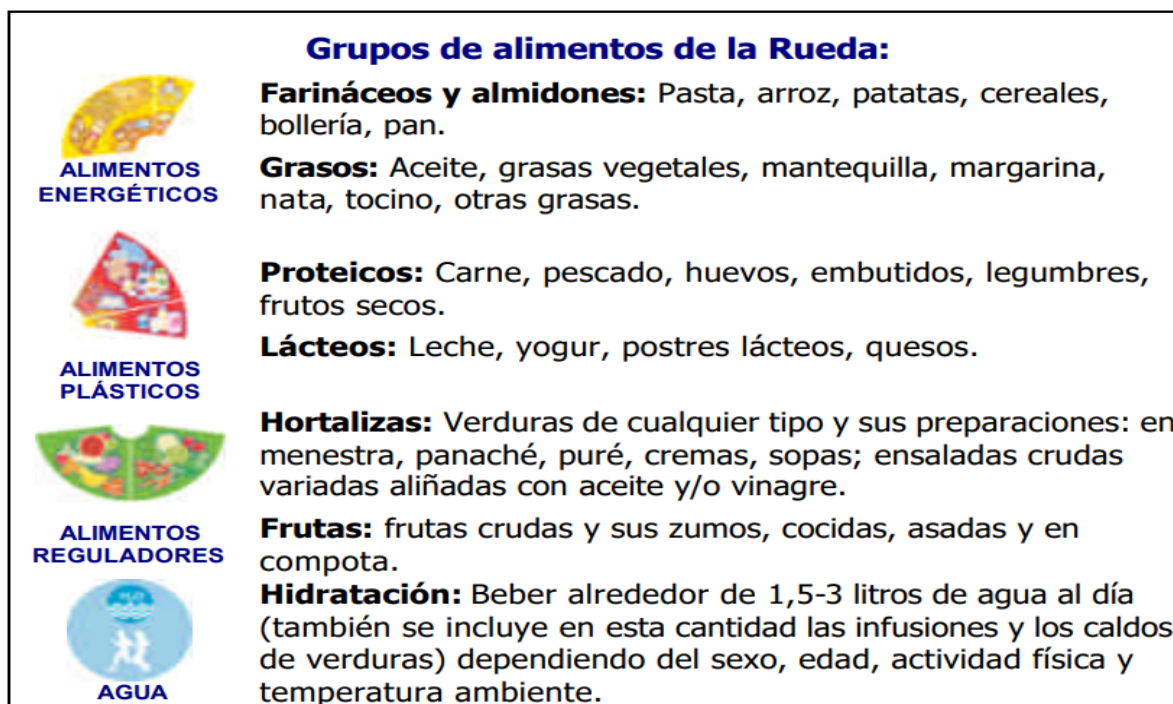 Grupos de alimentos de la Rueda:
ALIMENTOS
ENERGÉTICOS
Farináceos y almidones: Pasta, arroz, patatas, cereales,
bollería, pan.
Grasos: Aceite, grasas vegetales, mantequilla, margarina,
nata, tocino, otras grasas.
ALIMENTOS
PLÁSTICOS
Proteicos: Carne, pescado, huevos, embutidos, legumbres,
frutos secos.
Lácteos: Leche, yogur, postres lácteos, quesos.
ALIMENTOS
REGULADORES
Hortalizas: Verduras de cualquier tipo y sus preparaciones: en
menestra, panaché, puré, cremas, sopas; ensaladas crudas
variadas aliñadas con aceite y/o vinagre.
Frutas: frutas crudas y sus zumos, cocidas, asadas y en
compota.
AGUA
Hidratación: Beber alrededor de 1,5-3 litros de agua al día
(también se incluye en esta cantidad las infusiones y los caldos
de verduras) dependiendo del sexo, edad, actividad física y
temperatura ambiente.